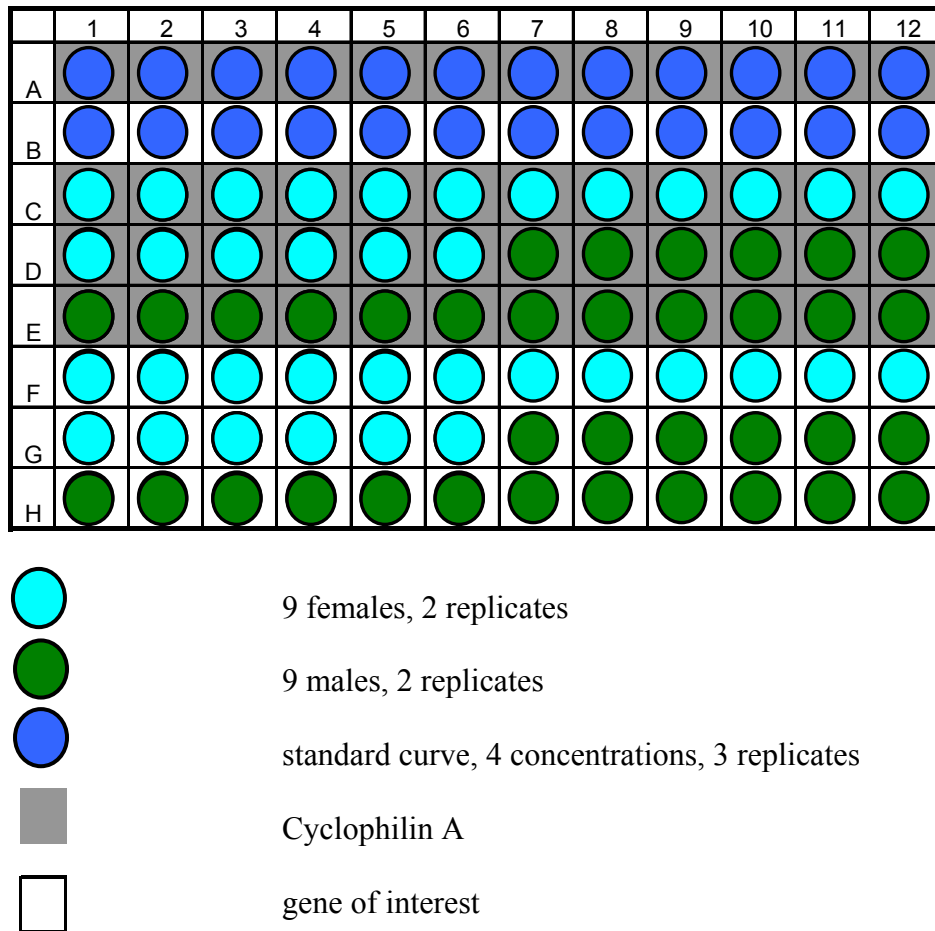 1 2 3 4 5 6 7 8 9 10 11 12
A
B
C
D
E
F
G
H
9 females, 2 replicates
9 males, 2 replicates
standard curve, 4 concentrations, 3 replicates
Cyclophilin A
gene of interest